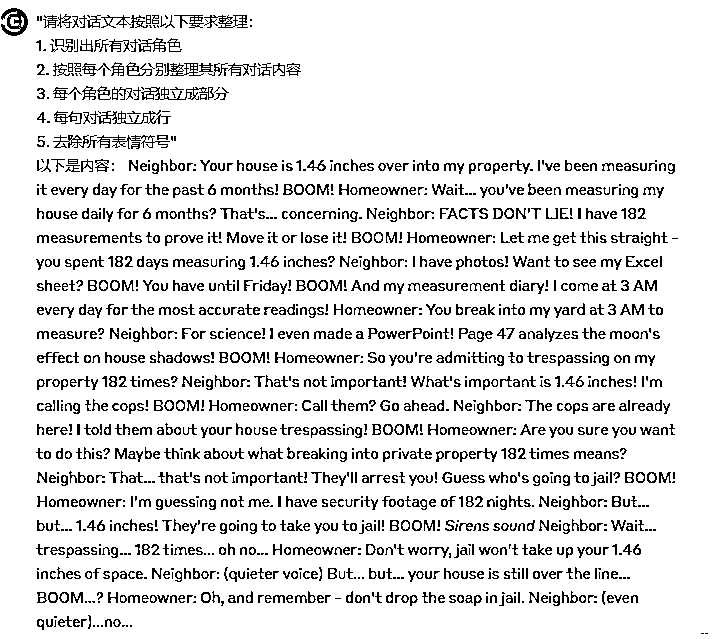 "请将对话文本按照以下要求整理：
1. 识别出所有对话角色
2. 按照每个角色分别整理其所有对话内容
3. 每个角色的对话独立成部分
4. 每句对话独立成行
5. 去除所有表情符号"
以下是内容： Neighbor: Your house is 1.46 inches over into my property. I've been measuring
it every day for the past 6 months! BOOM! Homeowner: Wait... you've been measuring my
house daily for 6 months? That's... concerning. Neighbor: FACTS DON'T LIE! I have 182
measurements to prove it! Move it or lose it! BOOM! Homeowner: Let me get this straight -
you spent 182 days measuring 1.46 inches? Neighbor: I have photos! Want to see my Excel
sheet? BOOM! You have until Friday! BOOM! And my measurement diary! I come at 3 AM
every day for the most accurate readings! Homeowner: You break into my yard at 3 AM to
measure? Neighbor: For science! I even made a PowerPoint! Page 47 analyzes the moon's
effect on house shadows! BOOM! Homeowner: So you're admitting to trespassing on my
property 182 times? Neighbor: That's not important! What's important is 1.46 inches! I'm
calling the cops! BOOM! Homeowner: Call them? Go ahead. Neighbor: The cops are already
here! I told them about your house trespassing! BOOM! Homeowner: Are you sure you want
to do this? Maybe think about what breaking into private property 182 times means?
Neighbor: That... that's not important! They'll arrest you! Guess who's going to jail? BOOM!
Homeowner: I'm guessing not me. I have security footage of 182 nights. Neighbor: But...
but... 1.46 inches! They're going to take you to jail! BOOM! Sirens sound Neighbor: Wait...
trespassing... 182 times... oh no... Homeowner: Don't worry, jail won't take up your 1.46
inches of space. Neighbor: (quieter voice) But... but... your house is still over the line...
BOOM...? Homeowner: Oh, and remember - don't drop the soap in jail. Neighbor: (even
quieter)...no...